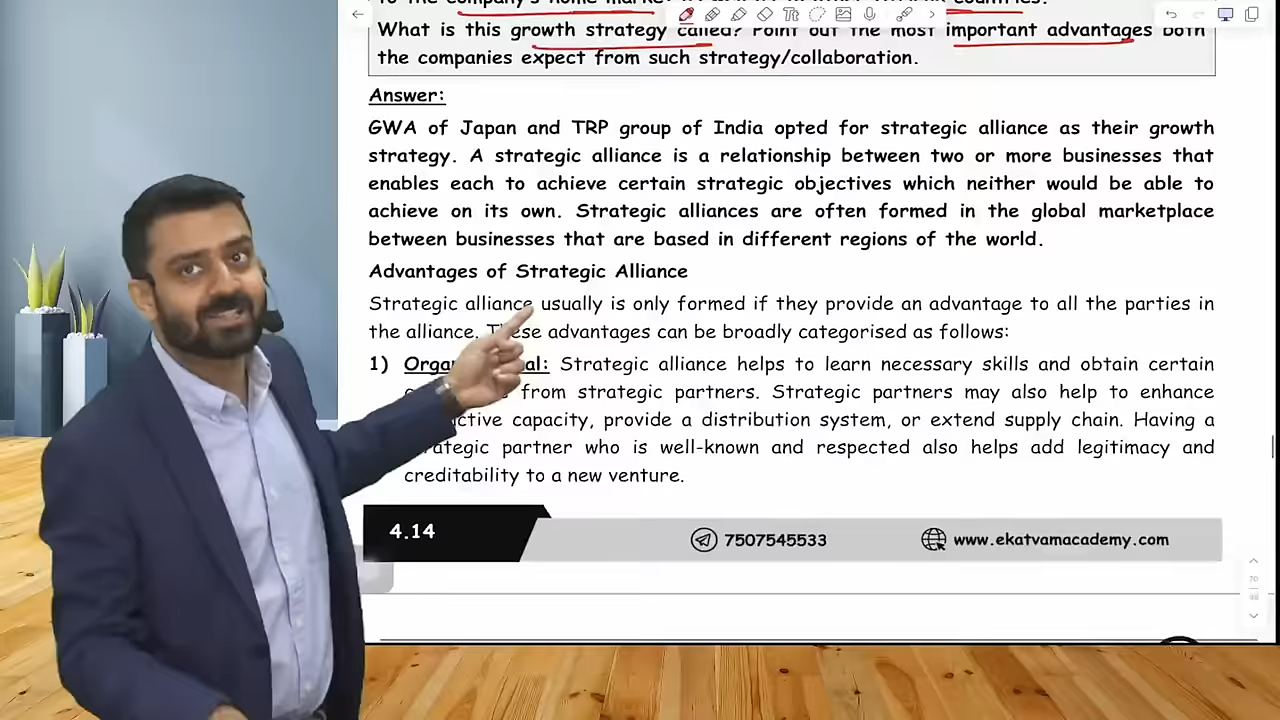 to the company's home market
countries.
What is this growth strategy called? Point out the most important advantages both
the companies expect from such strategy/collaboration.
Answer:
GWA of Japan and TRP group of India opted for strategic alliance as their growth
strategy. A strategic alliance is a relationship between two or more businesses that
enables each to achieve certain strategic objectives which neither would be able to
achieve on its own. Strategic alliances are often formed in the global marketplace
between businesses that are based in different regions of the world.
Advantages of Strategic Alliance
Strategic alliance usually is only formed if they provide an advantage to all the parties in
the alliance. These advantages can be broadly categorised as follows:
1) Strategic alliance helps to learn necessary skills and obtain certain
from strategic partners. Strategic partners may also help to enhance
capacity, provide a distribution system, or extend supply chain. Having a
partner who is well-known and respected also helps add legitimacy and
creditability to a new venture.
4.14
7507545533
www.ekatvamacademy.com
70